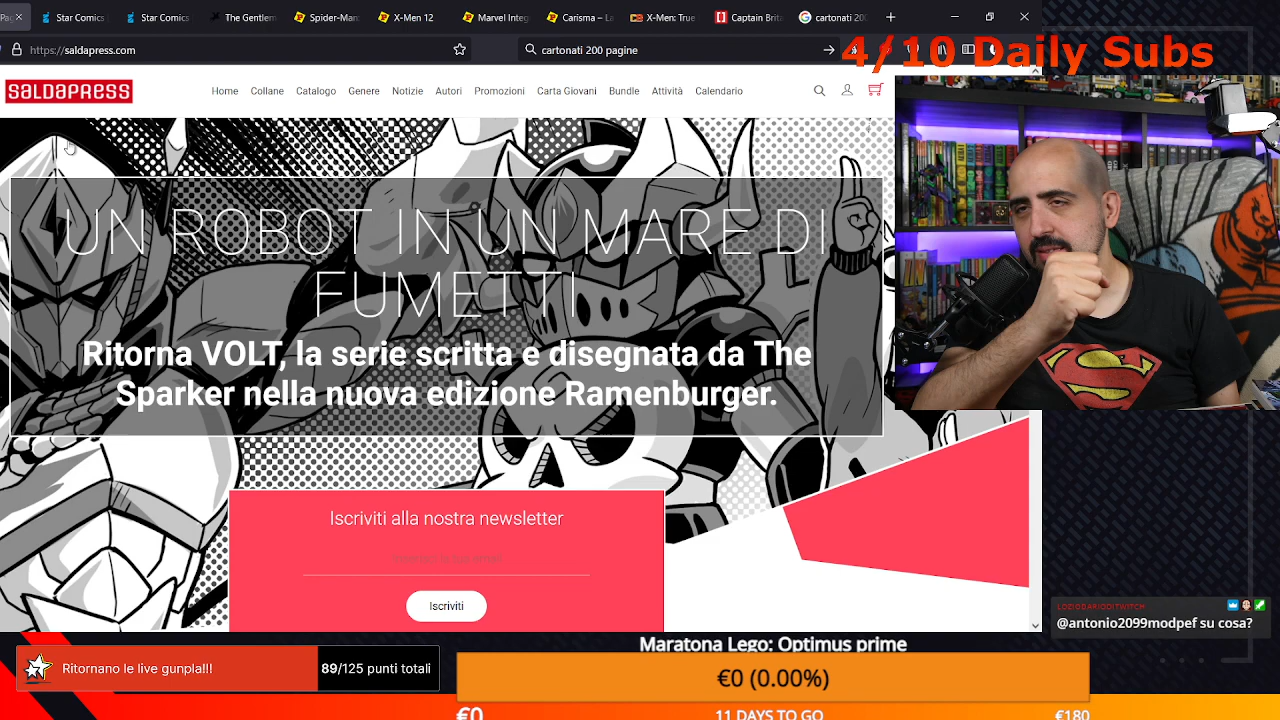 Star Comics
Star Comics
The Gentlem
Spider-Man:
X-Men 12
Marvel Integ
Carisma – La
X-Men: True
Captain Brita
cartonati 200
https://saldapress.com
cartonati 200 pagine
4/10 Daily Subs
SALDAPRESS
Home Collane Catalogo Genere Notizie Autori Promozioni Carta Giovani Bundle Attività Calendario
UN ROBOT IN UN MARE DI
FUMETTI
Ritorna VOLT, la serie scritta e disegnata da The
Sparker nella nuova edizione Ramenburger.
Iscriviti alla nostra newsletter
Iscriviti
LOZIODARIODITWITCH
@antonio2099modpef su cosa?
Ritornano le live gunpla!!!
89/125 punti totali
Maratona Lego: Optimus prime
€0 (0.00%)
€0 11 DAYS TO GO €180